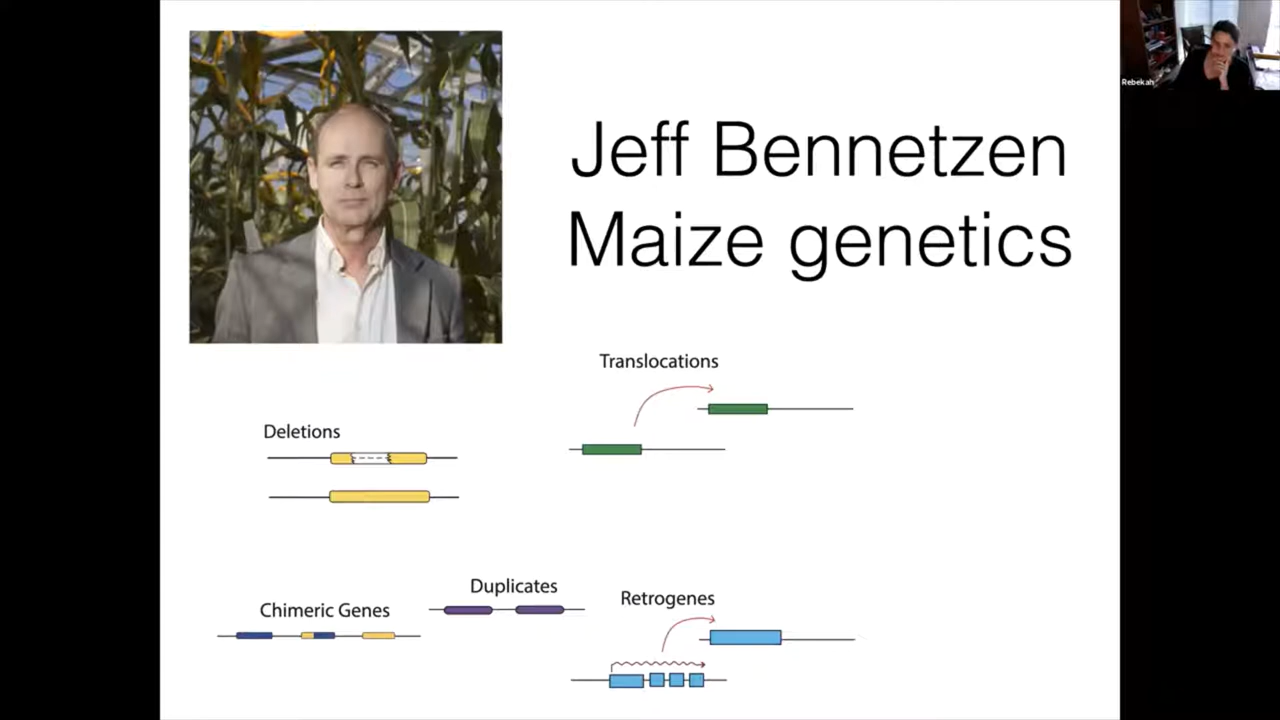 Jeff Bennetzen
Maize genetics
Rebekah
Translocations
Deletions
Duplicates
Retrogenes
Chimeric Genes